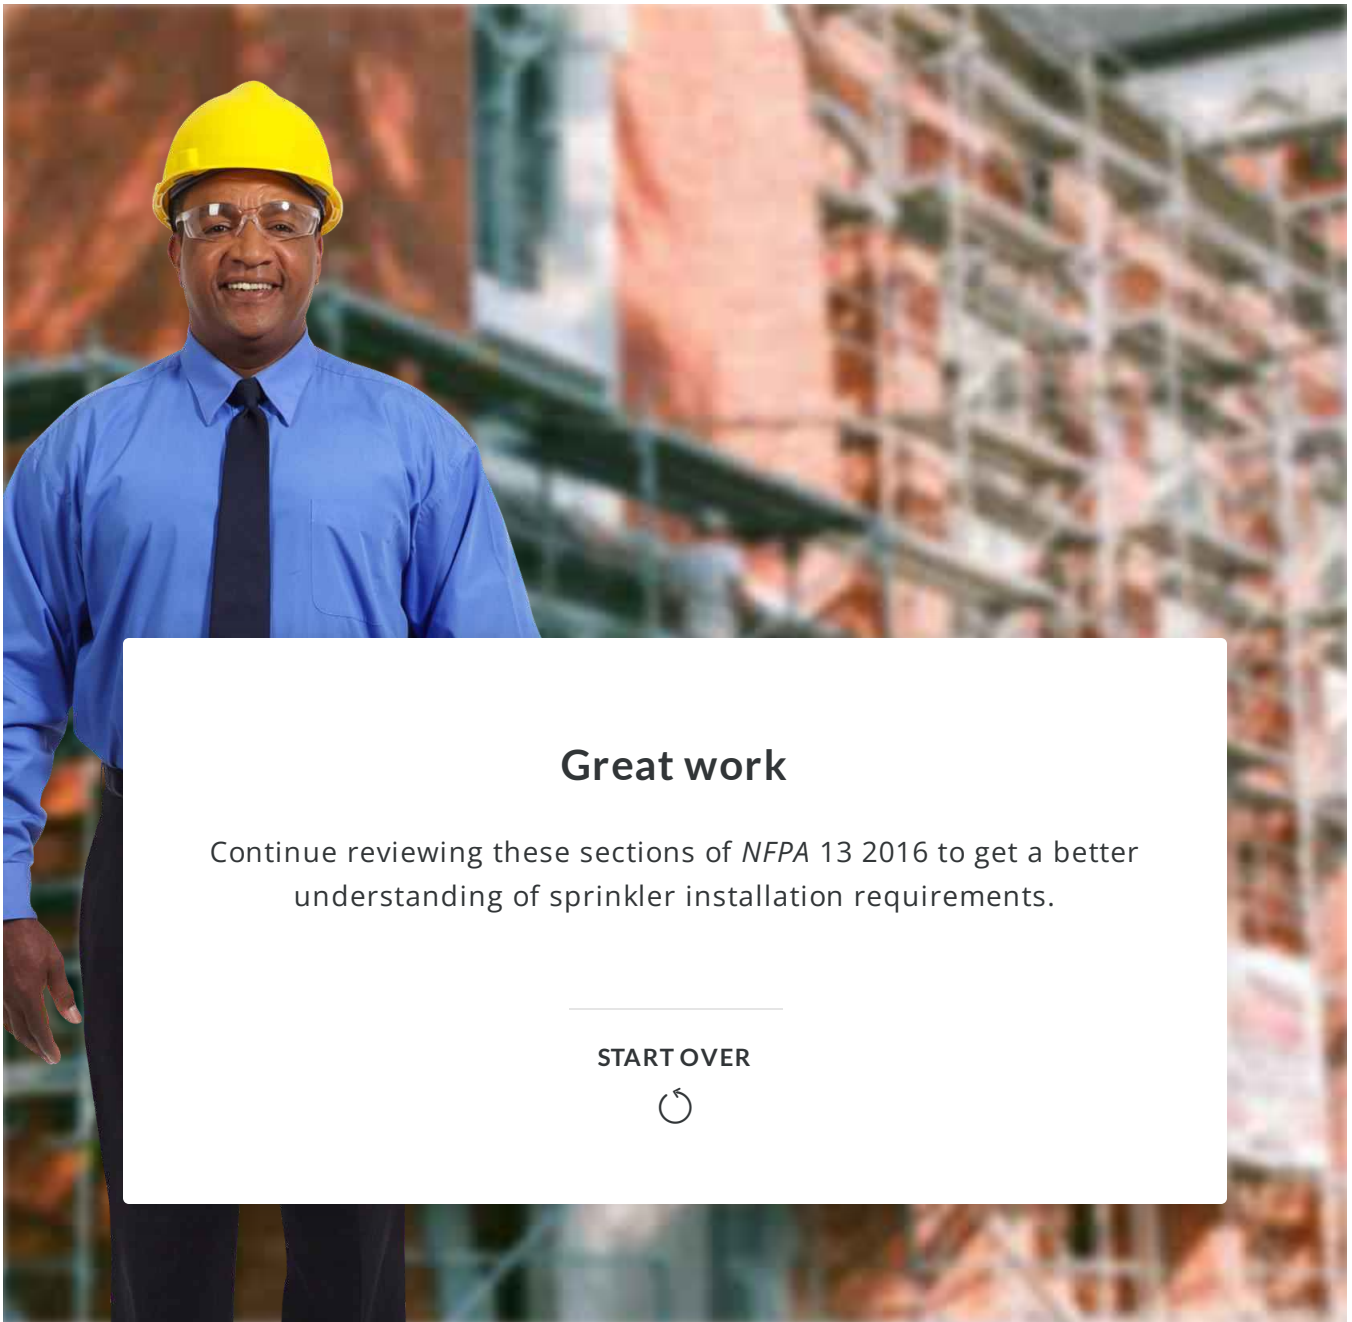 Great work
Continue reviewing these sections of NFPA 13 2016 to get a better
understanding of sprinkler installation requirements.
START OVER